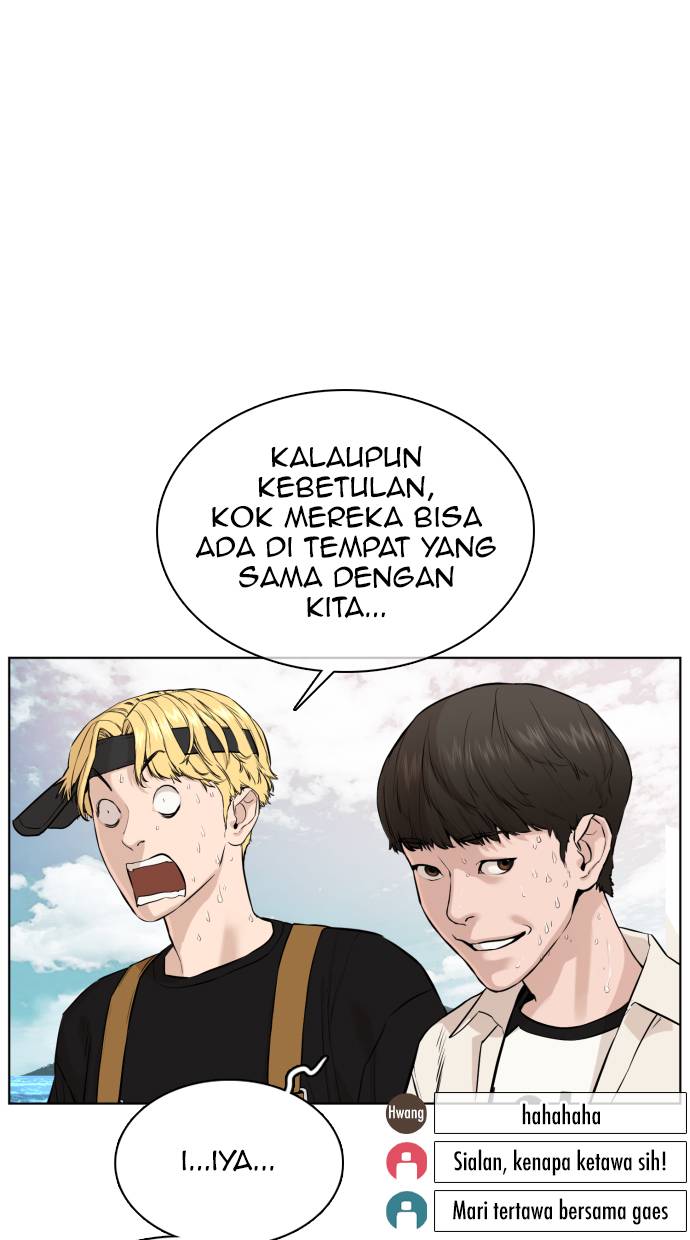 KALAUPUN
KEBETULAN,
KOK MEREKA BISA
ADA DI TEMPAT YANG
SAMA DENGAN
KITA...
I...IYA...
Hwang
hahahaha
Sialan, kenapa ketawa sih!
Mari tertawa bersama gaes